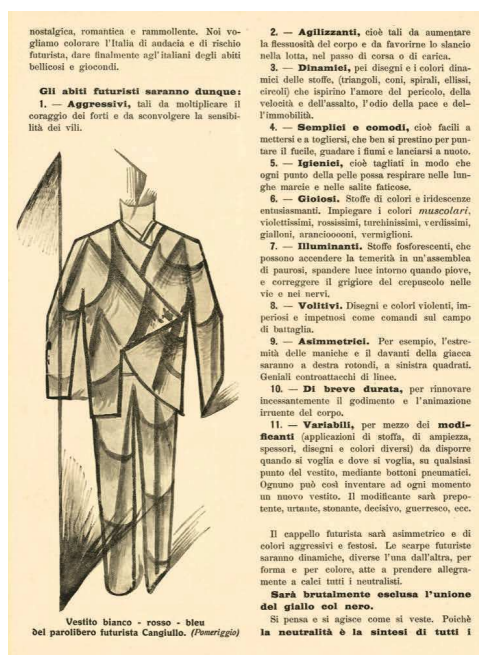 nostalgica, romantica e rammollente. Noi vo-
gliamo colorare l'Italia di audacia e di rischio
futurista, dare finalmente agl'italiani degli abiti
bellicosi e giocondi.
Gli abiti futuristi saranno dunque:
1. — Aggressivi, tali da moltiplicare il
coraggio dei forti e da sconvolgere la sensibi-
lità dei vili.
Vestito bianco - rosso - bleu
del parolibero futurista Cangiullo. (Pomeriggio)
2. — Agilizzanti, cioè tali da aumentare
la flessuosità del corpo e da favorirne lo slancio
nella lotta, nel passo di corsa o di carica.
3. — Dinamici, pei disegni e i colori dina-
mici delle stoffe, (triangoli, coni, spirali, ellissi,
circoli) che ispirino l'amore del pericolo, della
velocità e dell'assalto, l'odio della pace e del-
l'immobilità.
4. — Semplici e comodi, cioè facili a
mettersi e a togliersi, che ben si prestino per pun-
tare il fucile, guadare i fiumi e lanciarsi a nuoto.
5. — Igienici, cioè tagliati in modo che
ogni punto della pelle possa respirare nelle lun-
ghe marcie e nelle salite faticose.
6. — Gioiosi. Stoffe di colori e iridescenze
entusiasmanti. Impiegare i colori muscolari,
violettissimi, rossissimi, turchinissimi, verdissimi,
gialloni, aranciooooni, vermiglioni.
7. — Illuminanti. Stoffe fosforescenti, che
possono accendere la temerità in un'assemblea
di paurosi, spandere luce intorno quando piove,
e correggere il grigiore del crepuscolo nelle
vie e nei nervi.
8. — Volitivi. Disegni e colori violenti, im-
periosi e impetuosi come comandi sul campo
di battaglia.
9. — Asimmetrici. Per esempio, l'estre-
mità delle maniche e il davanti della giacca
saranno a destra rotondi, a sinistra quadrati.
Geniali controattacchi di linee.
10. — Di breve durata, per rinnovare
incessantemente il godimento e l'animazione
irruente del corpo.
11. — Variabili, per mezzo dei modi-
ficanti (applicazioni di stoffa, di ampiezza,
spessori, disegni e colori diversi) da disporre
quando si voglia e dove si voglia, su qualsiasi
punto del vestito, mediante bottoni pneumatici.
Ognuno può così inventare ad ogni momento
un nuovo vestito. Il modificante sarà prepo-
tente, urtante, stonante, decisivo, guerresco, ecc.
Il cappello futurista sarà asimmetrico e di
colori aggressivi e festosi. Le scarpe futuriste
saranno dinamiche, diverse l'una dall'altra, per
forma e per colore, atte a prendere allegra-
mente a calci tutti i neutralisti.
Sarà brutalmente esclusa l'unione
del giallo col nero.
Si pensa e si agisce come si veste. Poichè
la neutralità è la sintesi di tutti i